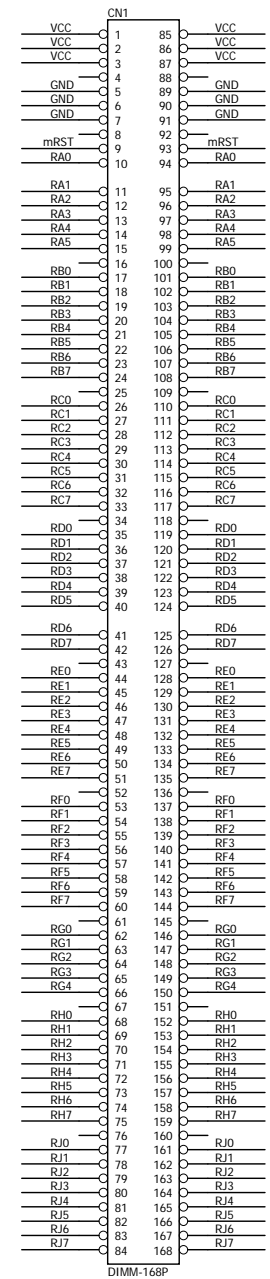 CN1
VCC 1 85 VCC
VCC 2 86 VCC
VCC 3 87 VCC
4 88
GND 5 89 GND
GND 6 90 GND
GND 7 91 GND
8 92
mRST 9 93 mRST
RA0 10 94 RA0
RA1 11 95 RA1
RA2 12 96 RA2
RA3 13 97 RA3
RA4 14 98 RA4
RA5 15 99 RA5
16 100
RB0 17 101 RB0
RB1 18 102 RB1
RB2 19 103 RB2
RB3 20 104 RB3
RB4 21 105 RB4
RB5 22 106 RB5
RB6 23 107 RB6
RB7 24 108 RB7
25 109
RC0 26 110 RC0
RC1 27 111 RC1
RC2 28 112 RC2
RC3 29 113 RC3
RC4 30 114 RC4
RC5 31 115 RC5
RC6 32 116 RC6
RC7 33 117 RC7
34 118
RD0 35 119 RD0
RD1 36 120 RD1
RD2 37 121 RD2
RD3 38 122 RD3
RD4 39 123 RD4
RD5 40 124 RD5
RD6 41 125 RD6
RD7 42 126 RD7
43 127
RE0 44 128 RE0
RE1 45 129 RE1
RE2 46 130 RE2
RE3 47 131 RE3
RE4 48 132 RE4
RE5 49 133 RE5
RE6 50 134 RE6
RE7 51 135 RE7
52 136
RF0 53 137 RF0
RF1 54 138 RF1
RF2 55 139 RF2
RF3 56 140 RF3
RF4 57 141 RF4
RF5 58 142 RF5
RF6 59 143 RF6
RF7 60 144 RF7
61 145
RG0 62 146 RG0
RG1 63 147 RG1
RG2 64 148 RG2
RG3 65 149 RG3
RG4 66 150 RG4
67 151
RH0 68 152 RH0
RH1 69 153 RH1
RH2 70 154 RH2
RH3 71 155 RH3
RH4 72 156 RH4
RH5 73 157 RH5
RH6 74 158 RH6
RH7 75 159 RH7
76 160
RJ0 77 161 RJ0
RJ1 78 162 RJ1
RJ2 79 163 RJ2
RJ3 80 164 RJ3
RJ4 81 165 RJ4
RJ5 82 166 RJ5
RJ6 83 167 RJ6
RJ7 84 168 RJ7
DIMM-168P